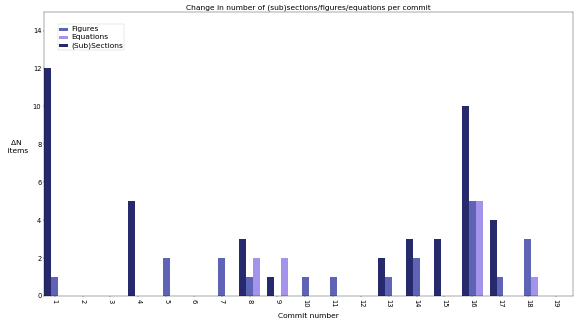 Change in number of (sub)sections/figures/equations per commit
Figures
Equations
(Sub)Sections
14
12
10
8
6
4
2
0
ΔN
items
1 2 3 4 5 6 7 8 9 10 11 12 13 14 15 16 17 18 19
Commit number